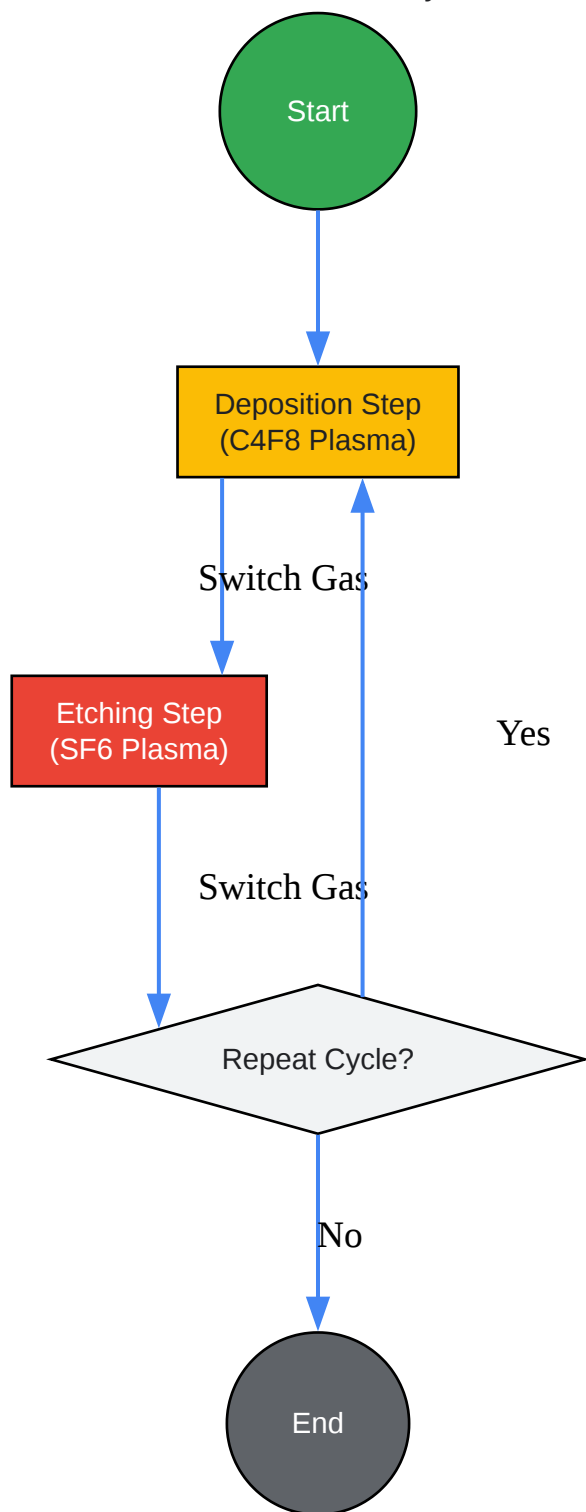 Start
Deposition Step
(C4F8 Plasma)
Switch Gas
Etching Step
(SF6 Plasma)
Yes
Switch Gas
Repeat Cycle?
No
End